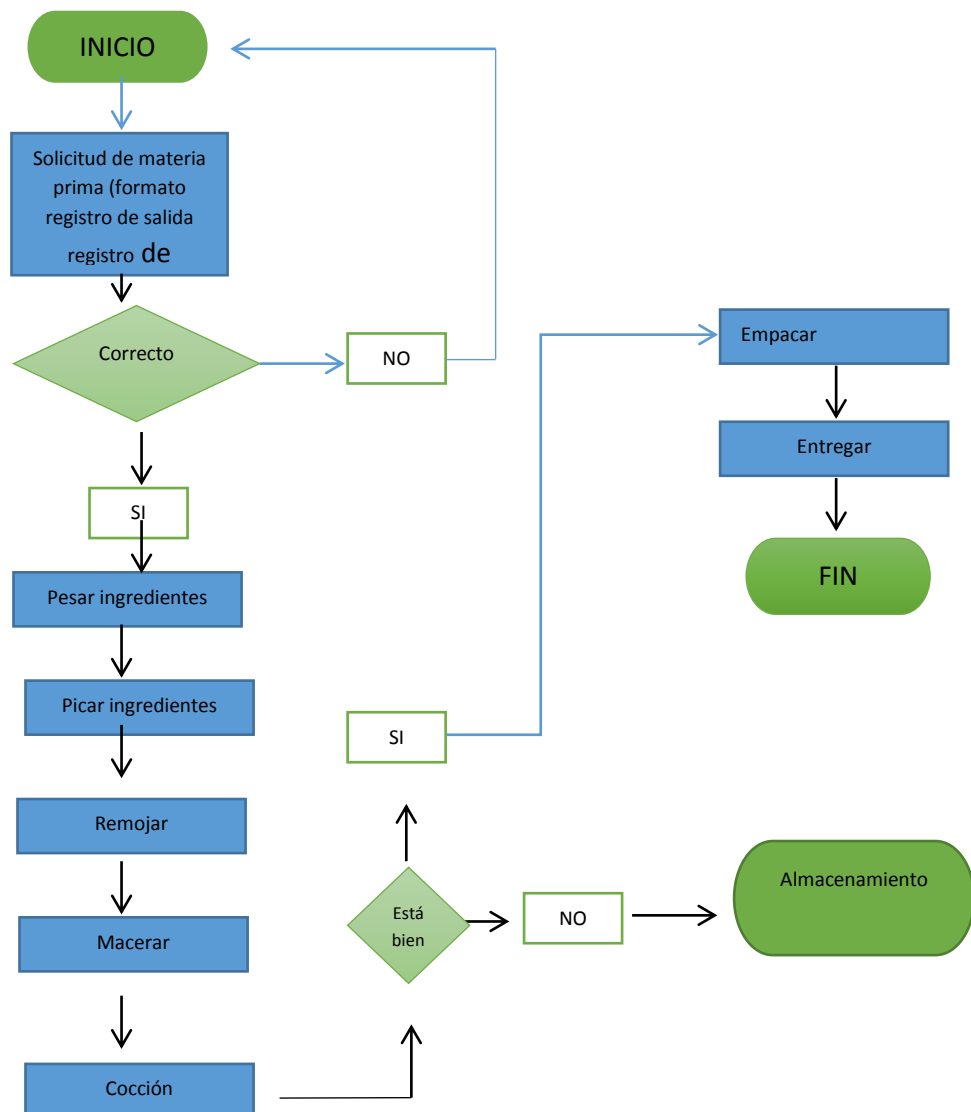 INICIO
Solicitud de materia
prima (formato
registro de salida
registro de
Correcto
NO
SI
Pesar ingredientes
Picar ingredientes
Remojar
Macerar
Cocción
Está
bien
SI
NO
Almacenamiento
Empacar
Entregar
FIN